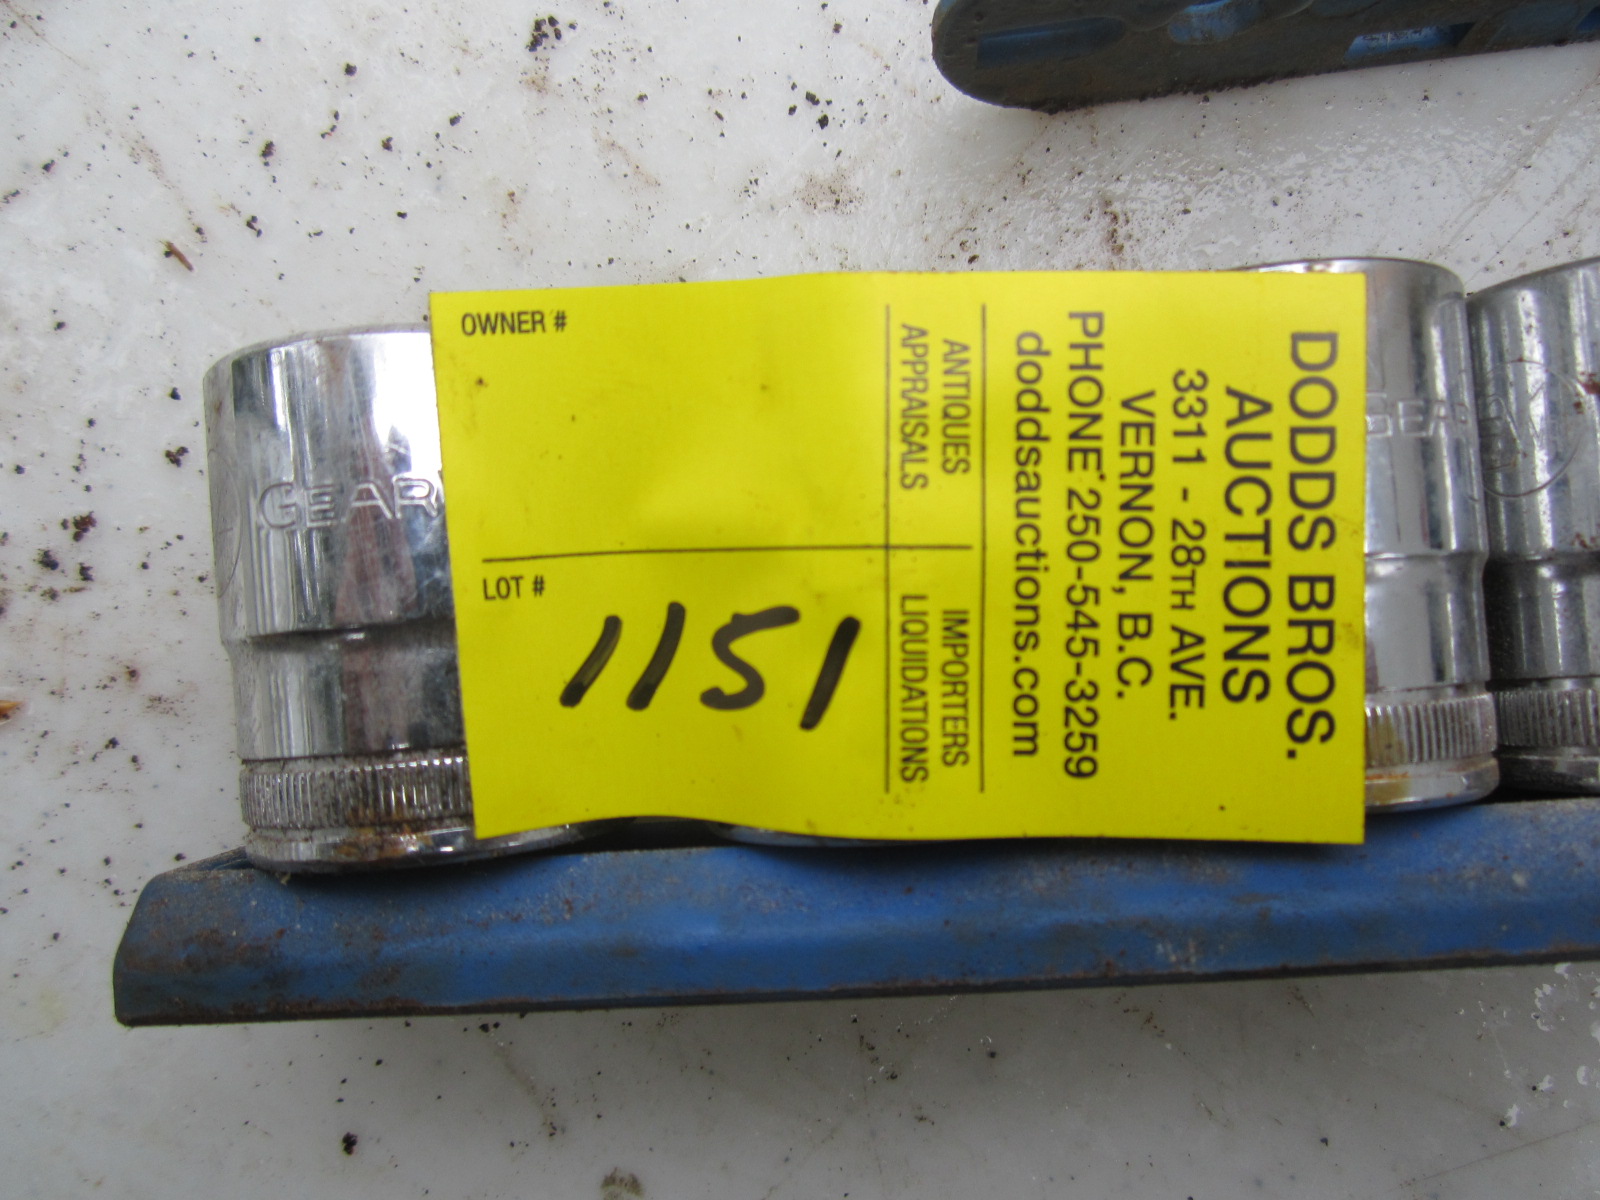 OWNER #
LOT #
1151
ANTIQUES IMPORTERS
APPRAISALS LIQUIDATIONS
DODDS BROS.
AUCTIONS
3311 - 28TH AVE.
VERNON, B.C.
PHONE 250-545-3259
doddsauctions.com
GEAR
GEAR